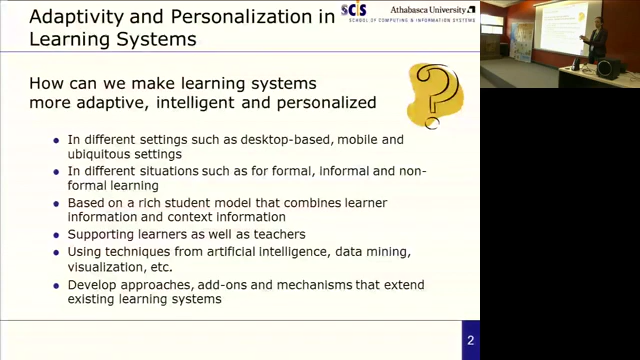 Adaptivity and Personalization in
Learning Systems
SCIS
Athabasca University
SCHOOL OF COMPUTING & INFORMATION SYSTEMS
How can we make learning systems
more adaptive, intelligent and personalized
?
In different settings such as desktop-based, mobile and
ubiquitous settings
In different situations such as for formal, informal and non-
formal learning
Based on a rich student model that combines learner
information and context information
Supporting learners as well as teachers
Using techniques from artificial intelligence, data mining,
visualization, etc.
Develop approaches, add-ons and mechanisms that extend
existing learning systems
2